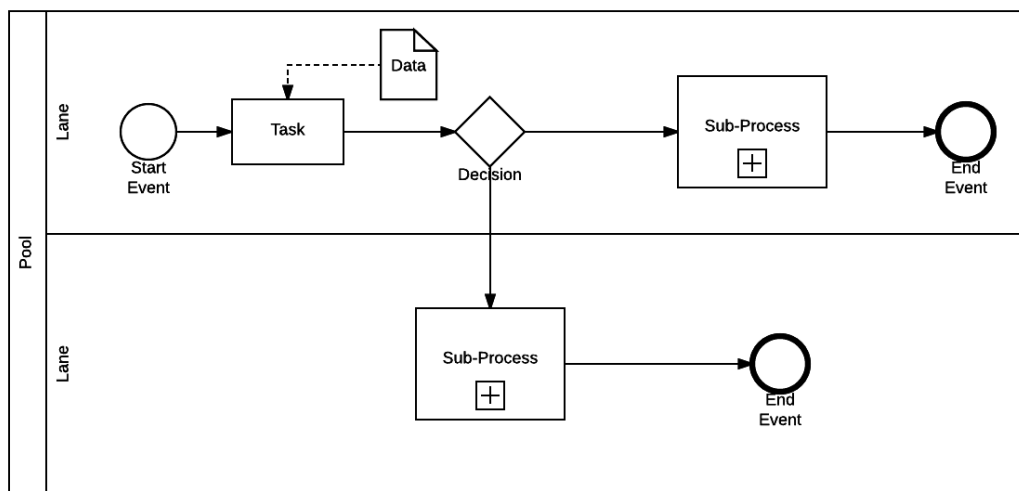 Pool
Lane
Data
Task
Sub-Process
Start
Event
Decision
End
Event
Lane
Sub-Process
End
Event